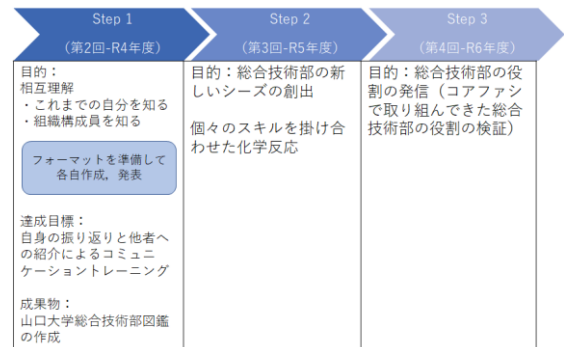 Step 1
（第2回-R4年度）
目的：
相互理解
・これまでの自分を知る
・組織構成員を知る
フォーマットを準備して
各自作成，発表
達成目標：
自身の振り返りと他者へ
の紹介によるコミュニ
ケーショントレーニング
成果物：
山口大学総合技術部図鑑
の作成
Step 2
（第3回-R5年度）
目的：総合技術部の新
しいシーズの創出
個々のスキルを掛け合
わせた化学反応
Step 3
（第4回-R6年度）
目的：総合技術部の役
割の発信（コアファシ
で取り組んできた総合
技術部の役割の検証）